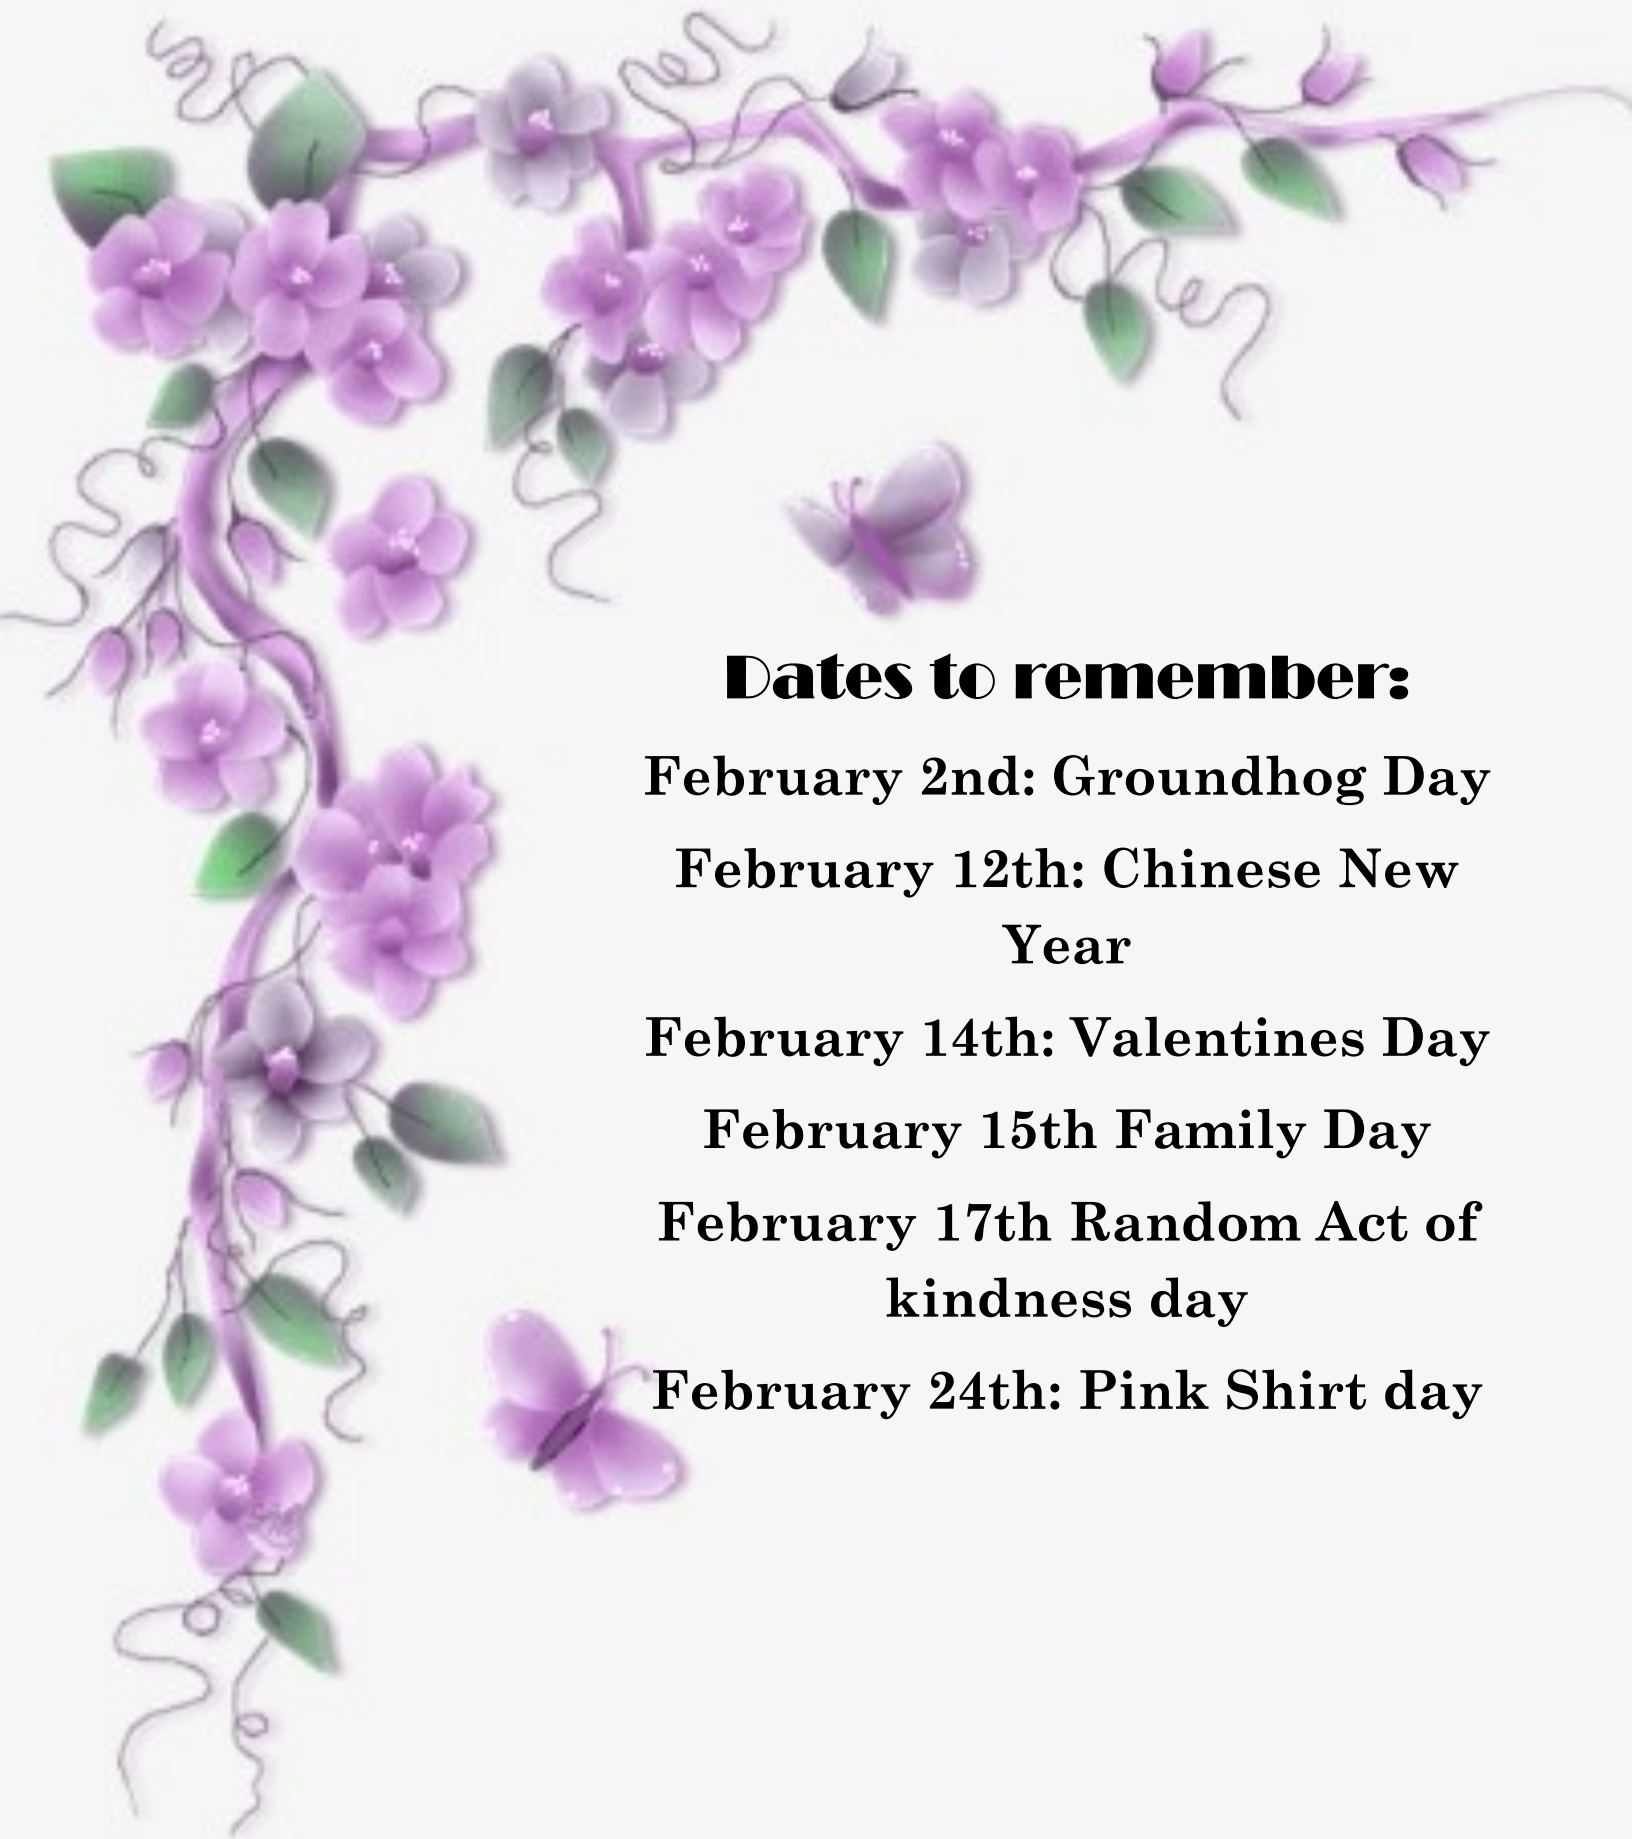 Dates to remember:
February 2nd: Groundhog Day
February 12th: Chinese New
Year
February 14th: Valentines Day
February 15th Family Day
February 17th Random Act of
kindness day
February 24th: Pink Shirt day